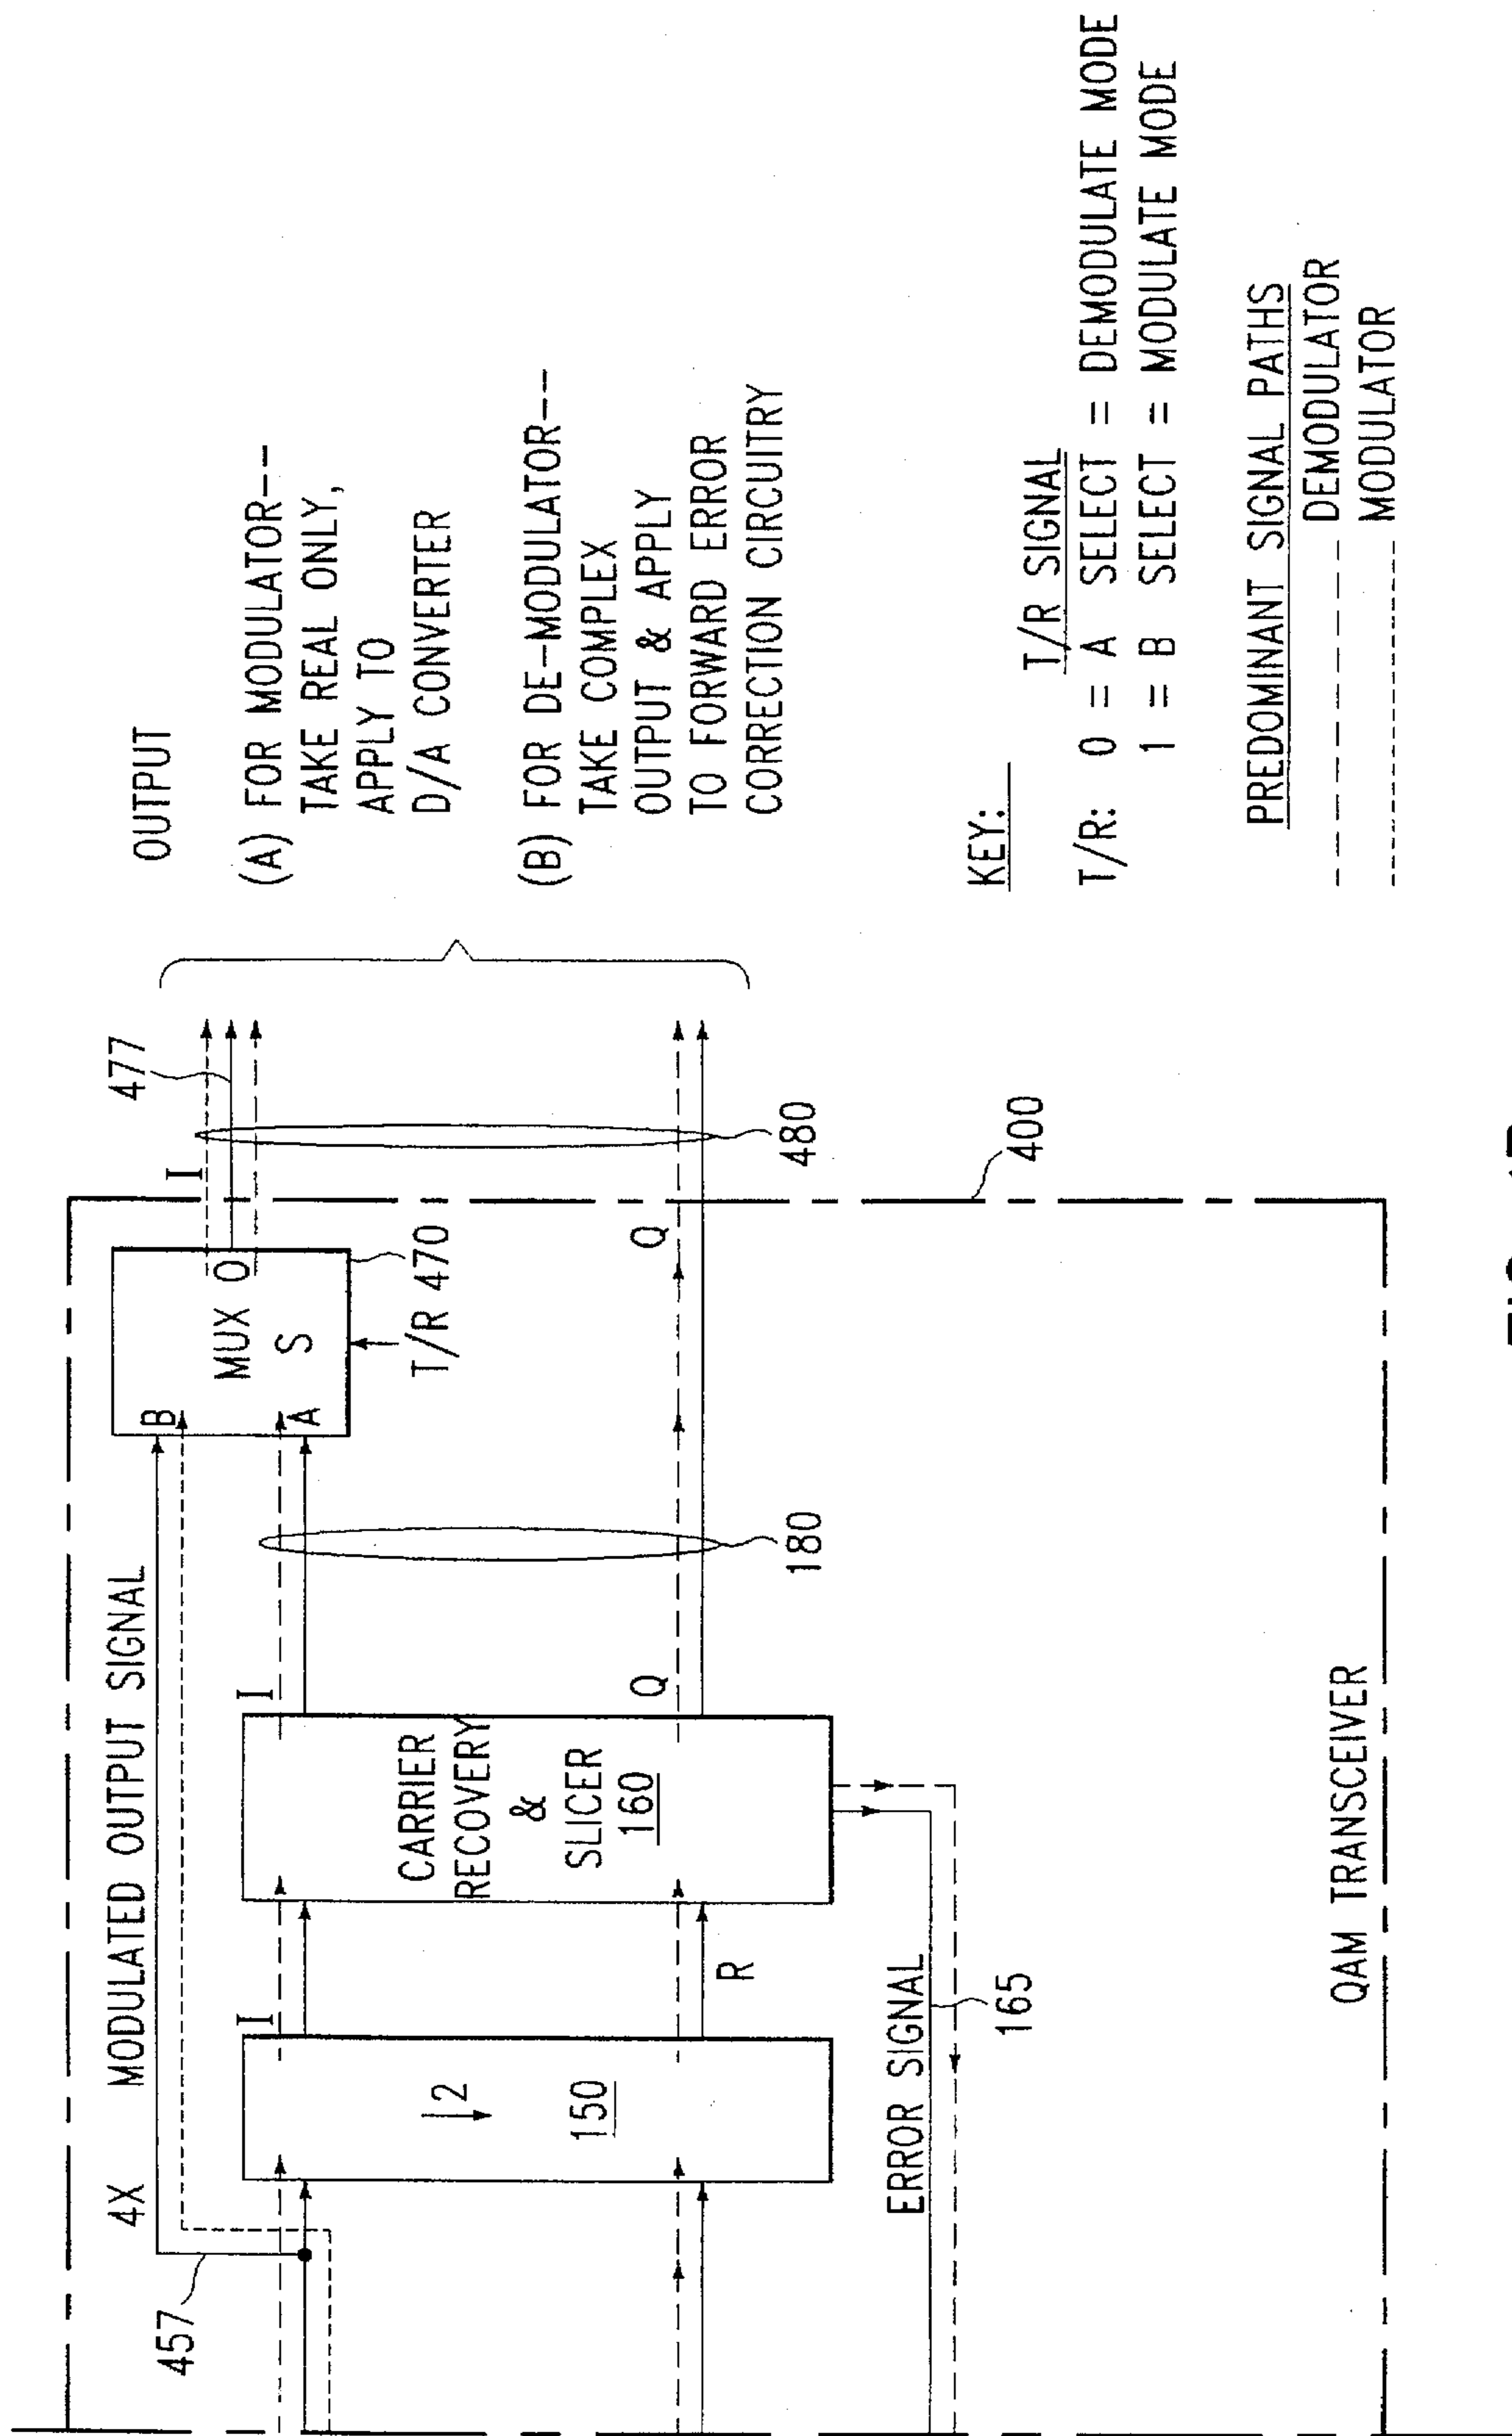 457
4X MODULATED OUTPUT SIGNAL
I
↓2
150
R
I
CARRIER
RECOVERY
&
SLICER
160
Q
180
ERROR SIGNAL
165
B
MUX O
S
A
T/R 470
Q
I
477
480
400
QAM TRANSCEIVER
OUTPUT
(A) FOR MODULATOR--
TAKE REAL ONLY,
APPLY TO
D/A CONVERTER
(B) FOR DE-MODULATOR--
TAKE COMPLEX
OUTPUT & APPLY
TO FORWARD ERROR
CORRECTION CIRCUITRY
KEY:
T/R SIGNAL
T/R: 0 = A SELECT = DEMODULATE MODE
1 = B SELECT = MODULATE MODE
PREDOMINANT SIGNAL PATHS
DEMODULATOR
MODULATOR